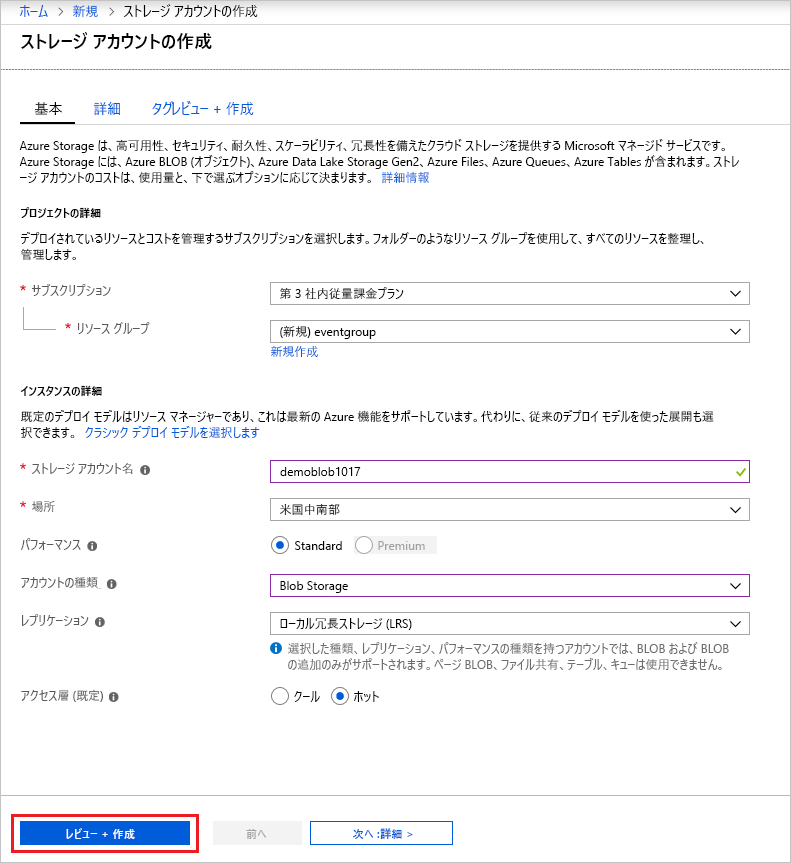 ホーム > 新規 > ストレージ アカウントの作成
ストレージ アカウントの作成
基本 詳細 タグレビュー + 作成
Azure Storage は、高可用性、セキュリティ、耐久性、スケーラビリティ、冗長性を備えたクラウド ストレージを提供する Microsoft マネージド サービスです。
Azure Storage には、Azure BLOB (オブジェクト)、Azure Data Lake Storage Gen2、Azure Files、Azure Queues、Azure Tables が含まれます。ストレ
ージ アカウントのコストは、使用量と、下で選ぶオプションに応じて決まります。 詳細情報
プロジェクトの詳細
デプロイされているリソースとコストを管理するサブスクリプションを選択します。フォルダーのようなリソース グループを使用して、すべてのリソースを整理し、
管理します。
* サブスクリプション 第 3 社内従量課金プラン
* リソース グループ (新規) eventgroup
新規作成
インスタンスの詳細
既定のデプロイ モデルはリソース マネージャーであり、これは最新の Azure 機能をサポートしています。代わりに、従来のデプロイ モデルを使った展開も選
択できます。 クラシック デプロイ モデルを選択します
* ストレージ アカウント名 demoblob1017
* 場所 米国中南部
パフォーマンス Standard Premium
アカウントの種類 Blob Storage
レプリケーション ローカル冗長ストレージ (LRS)
選択した種類、レプリケーション、パフォーマンスの種類を持つアカウントでは、BLOB および BLOB
の追加のみがサポートされます。ページ BLOB、ファイル共有、テーブル、キューは使用できません。
アクセス層 (既定) クール ホット
レビュー + 作成 前へ 次へ :詳細 >